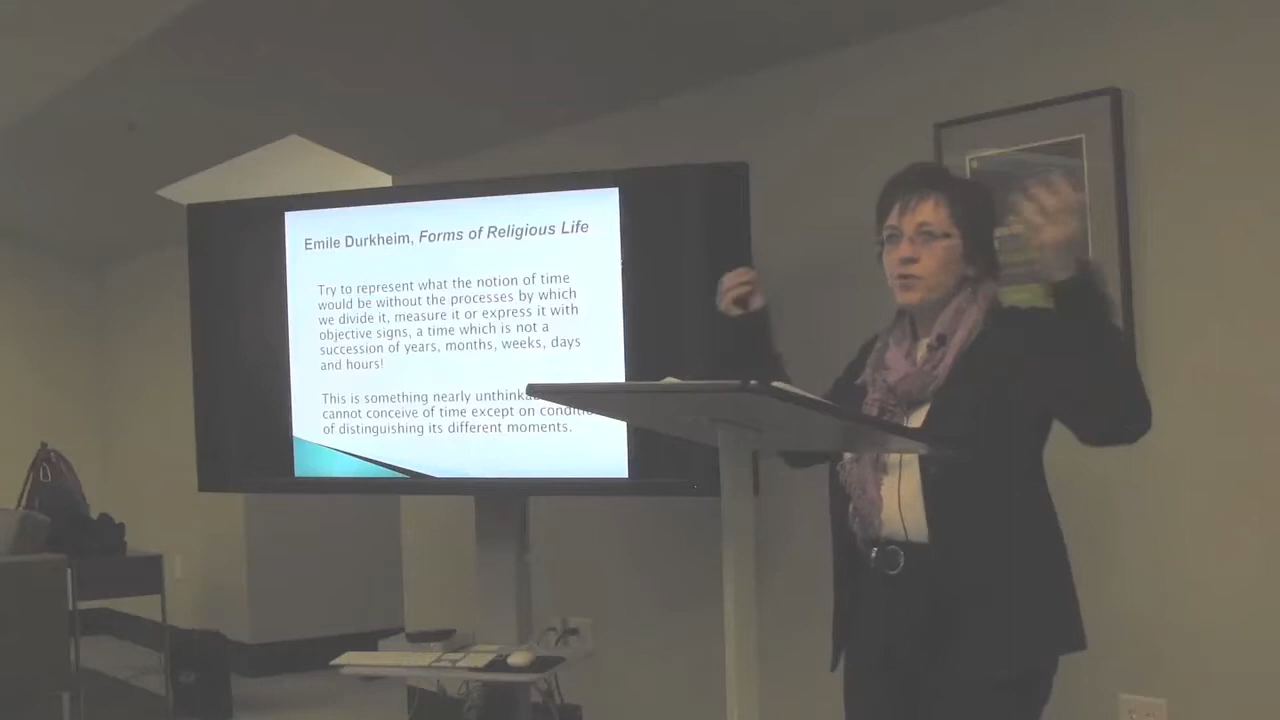 Emile Durkheim, Forms of Religious Life
Try to represent what the notion of time
would be without the processes by which
we divide it, measure it or express it with
objective signs, a time which is not a
succession of years, months, weeks, days
and hours!
This is something nearly
cannot conceive of time except on
of distinguishing its different moments.